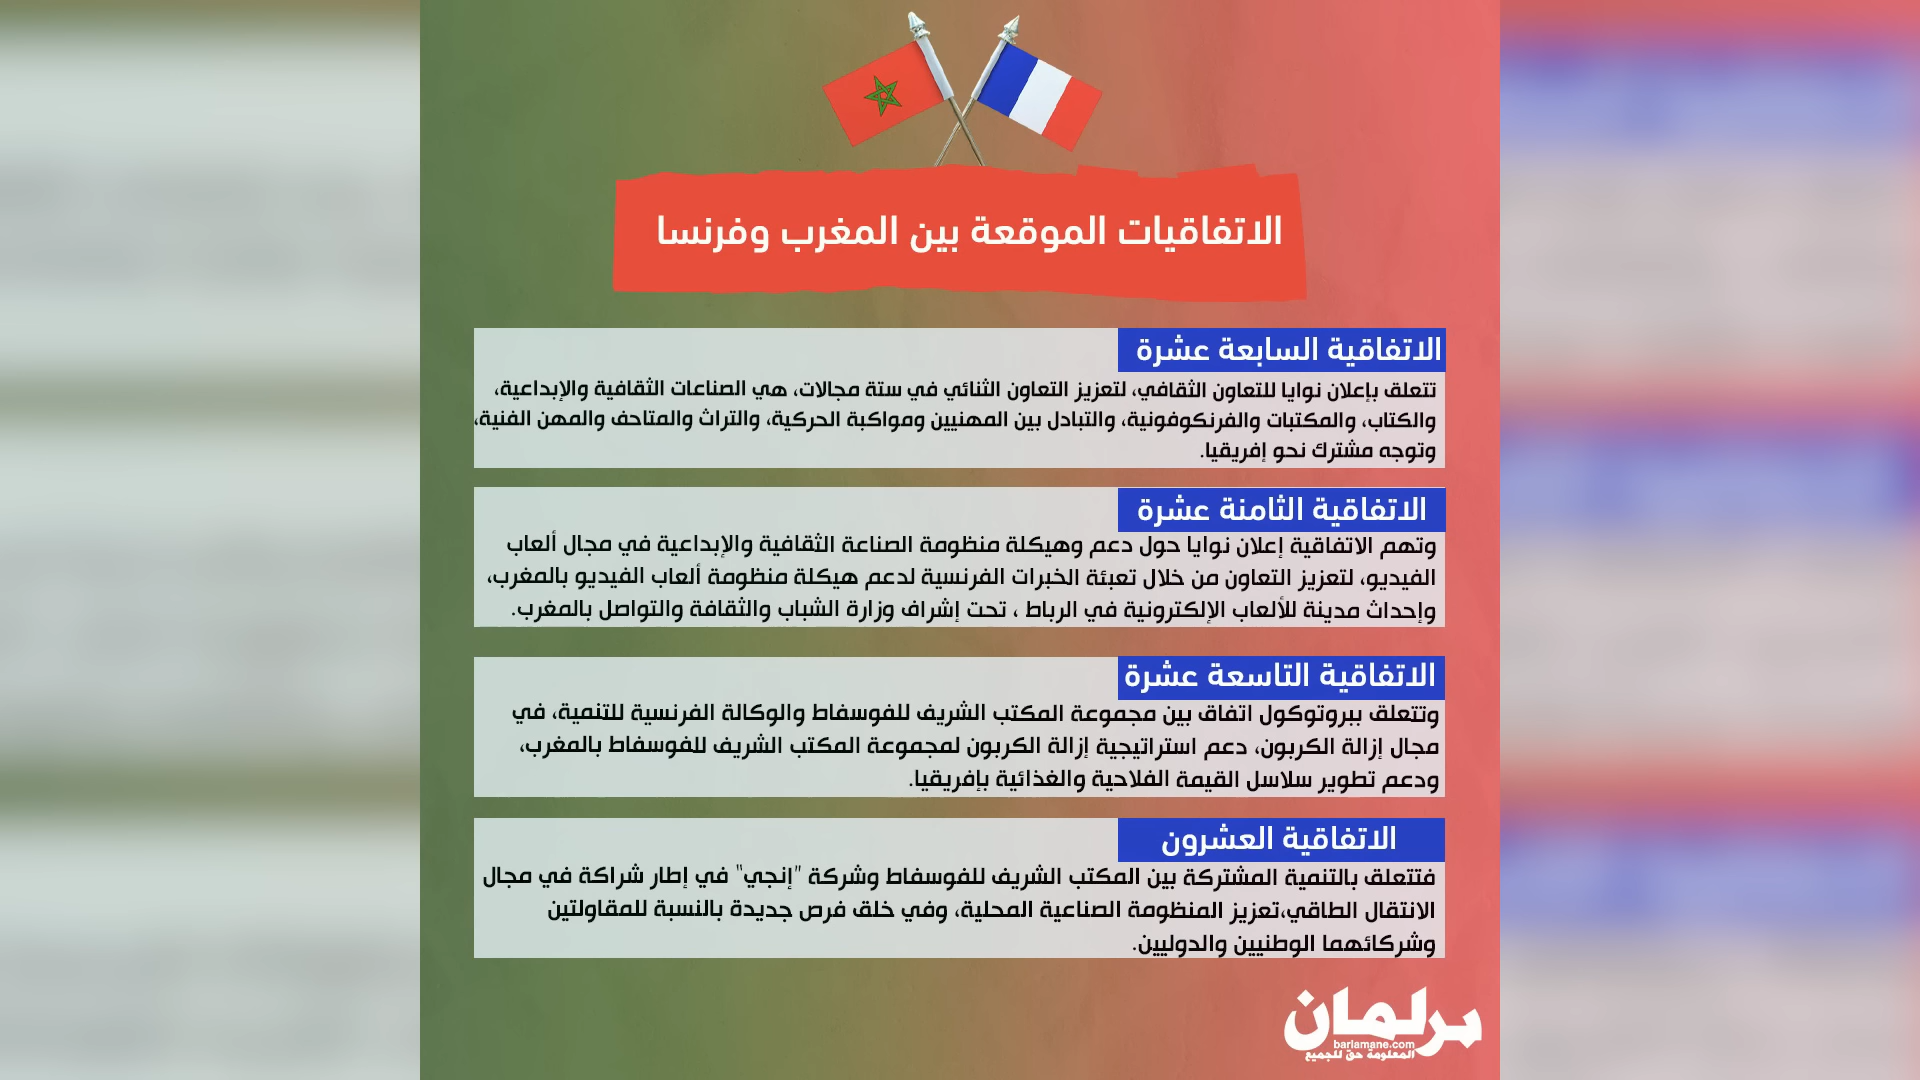 الاتفاقيات الموقعة بين المغرب وفرنسا
الاتفاقية السابعة عشرة
تتعلق بإعلان نوايا للتعاون الثقافي، لتعزيز التعاون الثنائي في ستة مجالات، هي الصناعات الثقافية والإبداعية،
والكتاب، والمكتبات والفرنكوفونية، والتبادل بين المهنيين ومواكبة الحركية، والتراث والمتاحف والمهن الفنية،
وتوجه مشترك نحو إفريقيا.
الاتفاقية الثامنة عشرة
وتهم الاتفاقية إعلان نوايا حول دعم وهيكلة منظومة الصناعة الثقافية والإبداعية في مجال ألعاب
الفيديو، لتعزيز التعاون من خلال تعبئة الخبرات الفرنسية لدعم هيكلة منظومة ألعاب الفيديو بالمغرب،
وإحداث مدينة للألعاب الإلكترونية في الرباط ، تحت إشراف وزارة الشباب والثقافة والتواصل بالمغرب.
الاتفاقية التاسعة عشرة
وتتعلق ببروتوكول اتفاق بين مجموعة المكتب الشريف للفوسفاط والوكالة الفرنسية للتنمية، في
مجال إزالة الكربون، دعم استراتيجية إزالة الكربون لمجموعة المكتب الشريف للفوسفاط بالمغرب،
ودعم تطوير سلاسل القيمة الفلاحية والغذائية بإفريقيا.
الاتفاقية العشرون
فتتعلق بالتنمية المشتركة بين المكتب الشريف للفوسفاط وشركة "إنجي" في إطار شراكة في مجال
الانتقال الطاقي،تعزيز المنظومة الصناعية المحلية، وفي خلق فرص جديدة بالنسبة للمقاولتين
وشركائهما الوطنيين والدوليين.
برلمان
barlamane.com
المعلومة حق للجميع